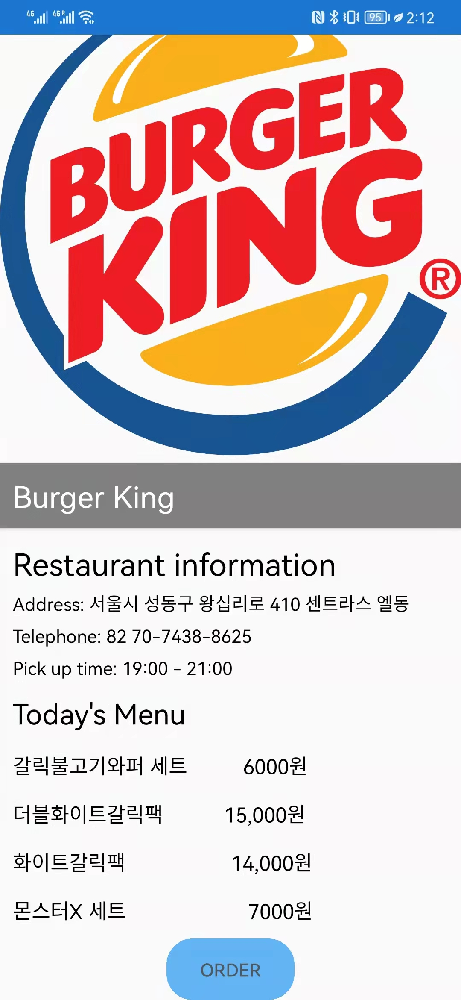 4G 4G R 95 2:12
BURGER
KING
®
Burger King
Restaurant information
Address: 서울시 성동구 왕십리로 410 센트라스 엘동
Telephone: 82 70-7438-8625
Pick up time: 19:00 - 21:00
Today's Menu
갈릭불고기와퍼 세트 6000원
더블화이트갈릭팩 15,000원
화이트갈릭팩 14,000원
몬스터X 세트 7000원
ORDER